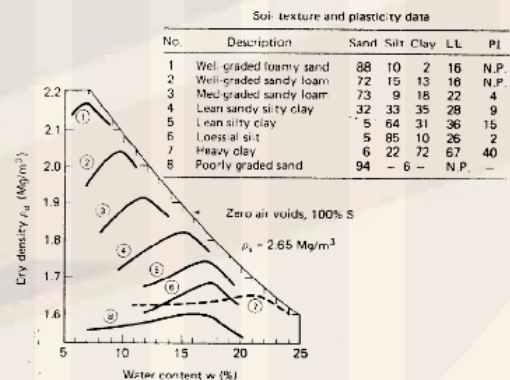 Soil texture and plasticity data
No. Description Sand Silt Clay LL PI
1 Well-graded loamy sand 88 10 2 16 N.P.
2 Well-graded sandy loam 72 15 13 16 N.P.
3 Med-graded sandy loam 73 9 18 22 4
4 Lean sandy silty clay 32 33 35 28 9
5 Lean silty clay 5 64 31 36 15
6 Loessial silt 5 85 10 26 2
7 Heavy clay 6 22 72 67 40
8 Poorly graded sand 94 – 6 – N.P. –
Dry density ρd (Mg/m³)
2.2
2.1
2.0
1.9
1.8
1.7
1.6
1
2
3
4
5
6
7
8
Zero air voids, 100% S
ρs – 2.65 Mg/m³
5 10 15 20 25
Water content w (%)